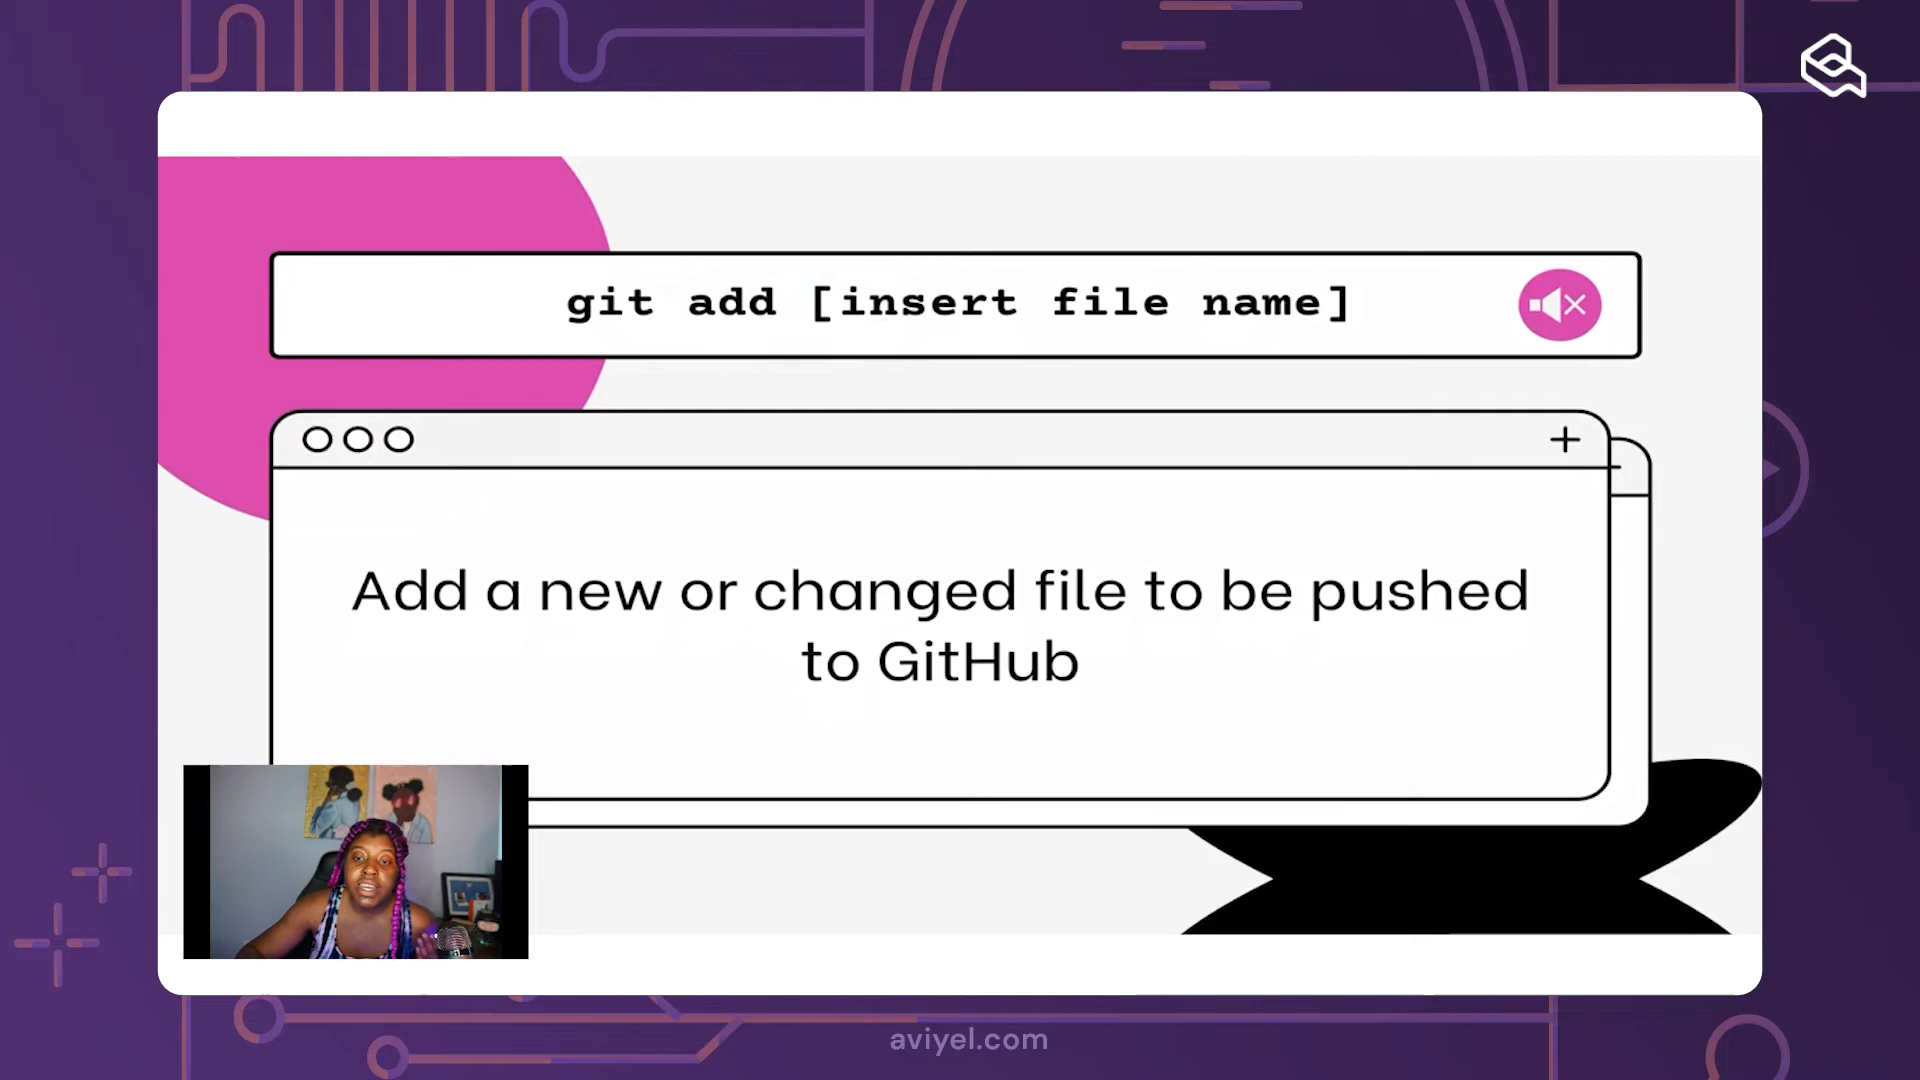 git add [insert file name]
Add a new or changed file to be pushed
to GitHub
aviyel.com